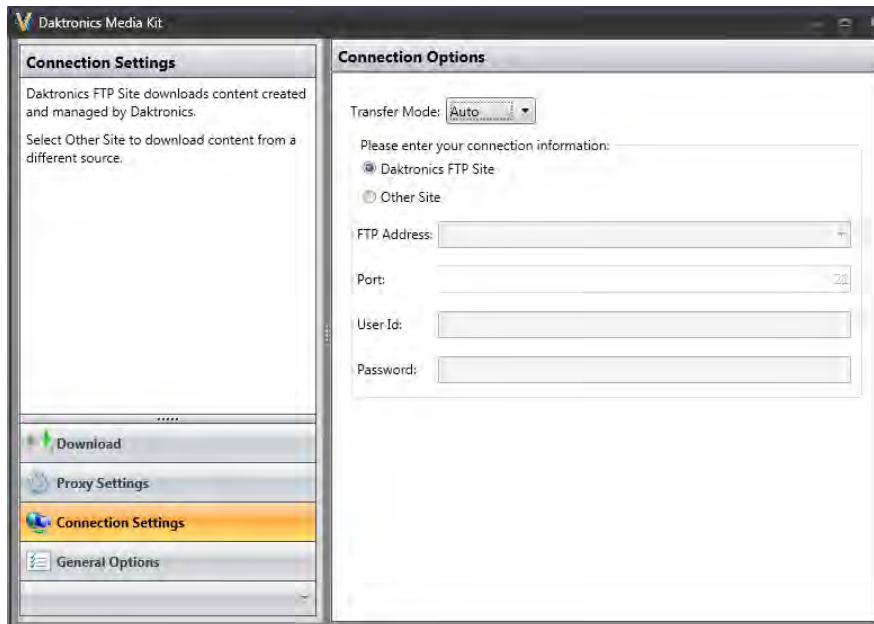 Daktronics Media Kit
Connection Settings
Daktronics FTP Site downloads content created
and managed by Daktronics.
Select Other Site to download content from a
different source.
Download
Proxy Settings
Connection Settings
General Options
Connection Options
Transfer Mode: Auto
Please enter your connection information:
Daktronics FTP Site
Other Site
FTP Address:
Port: 21
User Id:
Password: